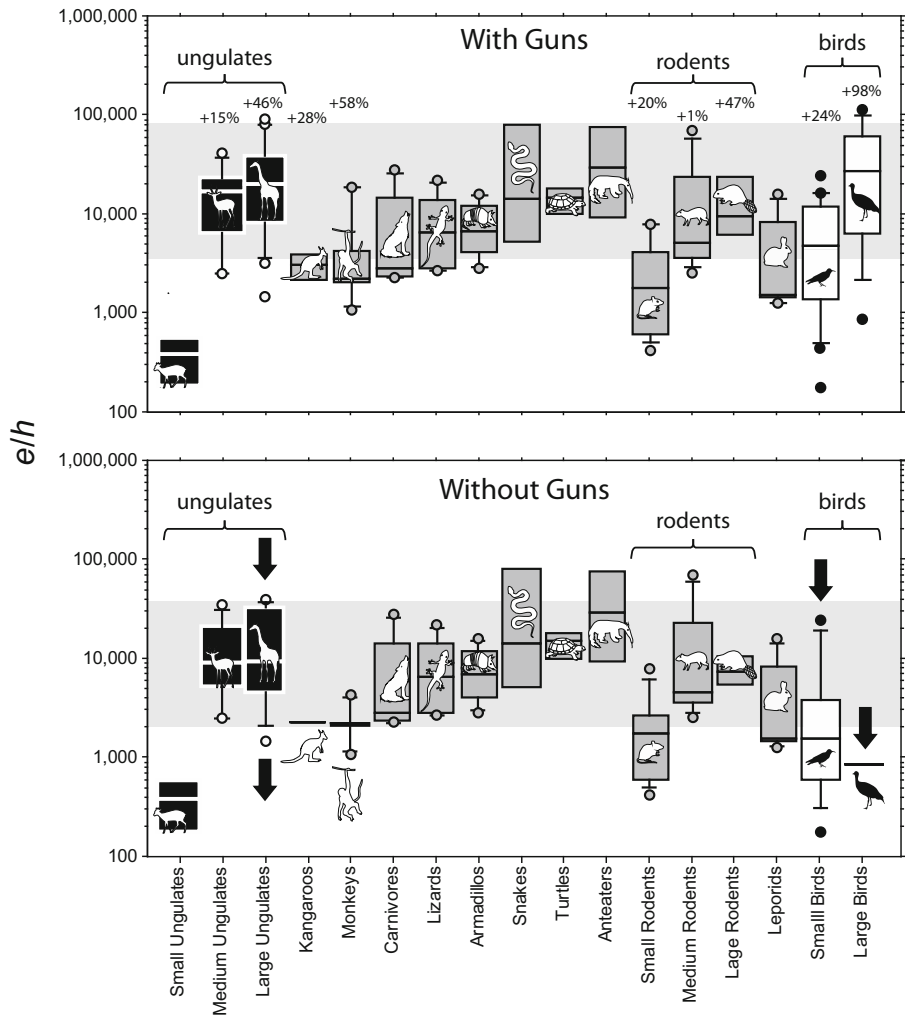 With Guns
ungulates
rodents
birds
+15%
+46%
+28%
+58%
+20%
+1%
+47%
+24%
+98%
1,000,000
100,000
10,000
1,000
100
e/h
Without Guns
ungulates
rodents
birds
1,000,000
100,000
10,000
1,000
100
Small Ungulates
Medium Ungulates
Large Ungulates
Kangaroos
Monkeys
Carnivores
Lizards
Armadillos
Snakes
Turtles
Anteaters
Small Rodents
Medium Rodents
Lage Rodents
Leporids
Smalll Birds
Large Birds